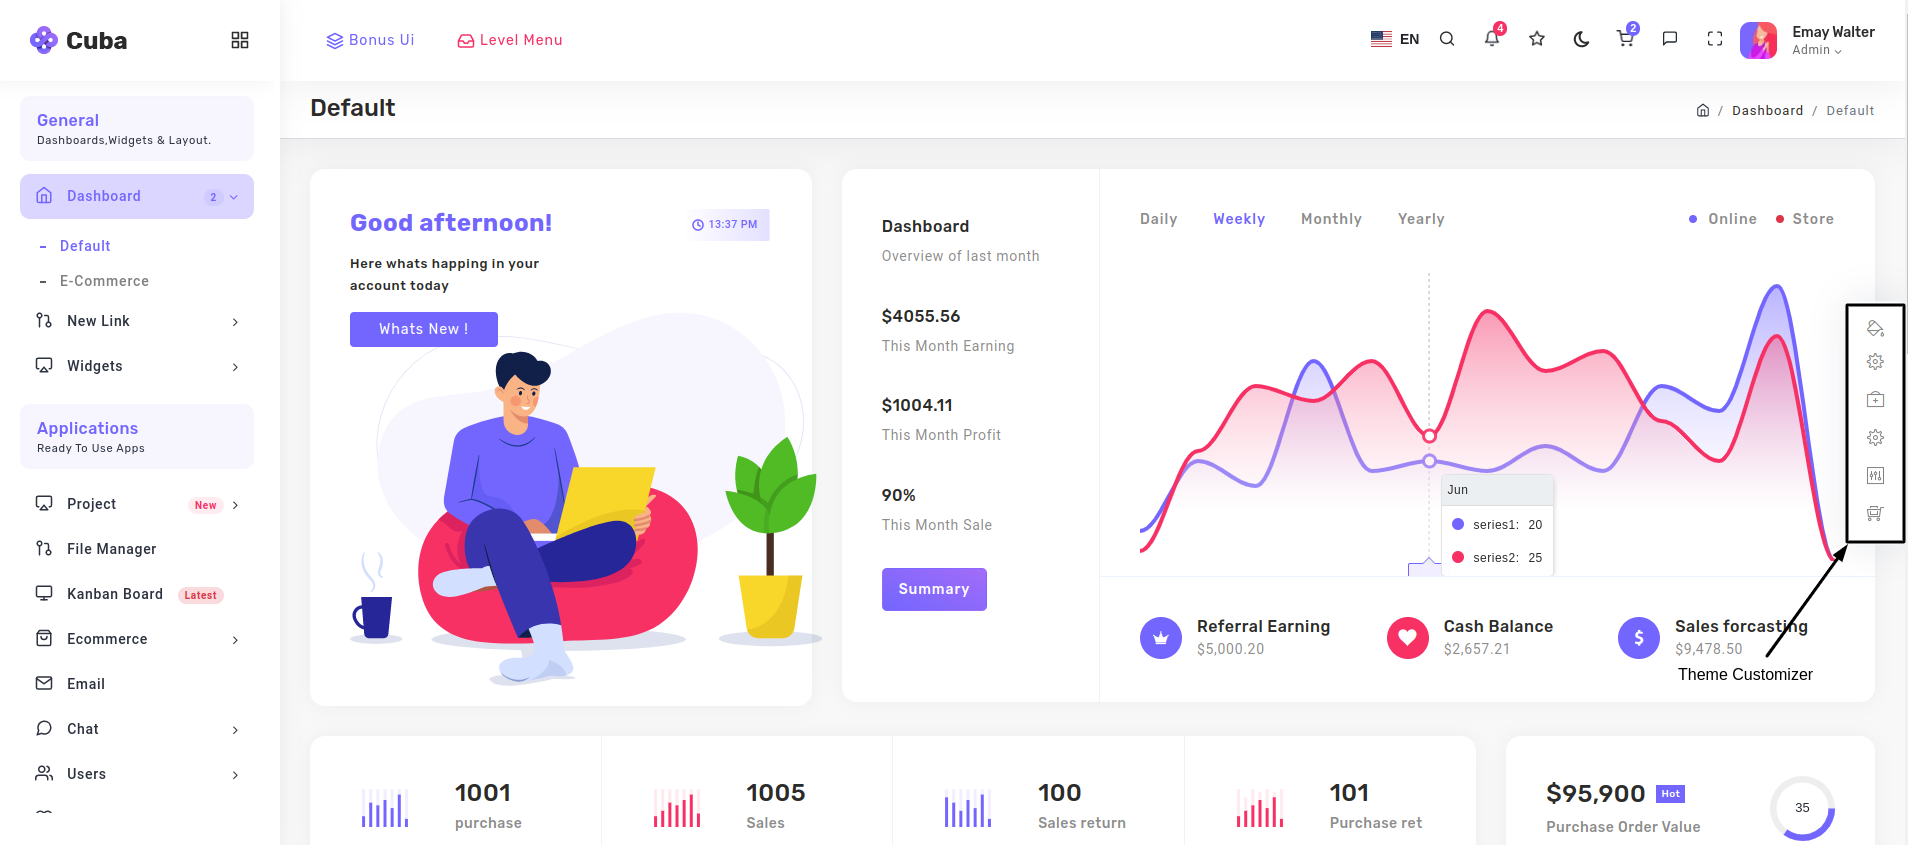 Cuba
Bonus Ui
Level Menu
EN
4
2
Emay Walter
Admin
Default
/ Dashboard / Default
General
Dashboards,Widgets & Layout.
Dashboard 2
- Default
- E-Commerce
New Link
Widgets
Applications
Ready To Use Apps
Project New
File Manager
Kanban Board Latest
Ecommerce
Email
Chat
Users
Good afternoon!
13:37 PM
Here whats happing in your
account today
Whats New !
Dashboard
Overview of last month
$4055.56
This Month Earning
$1004.11
This Month Profit
90%
This Month Sale
Summary
Daily Weekly Monthly Yearly
Online Store
Jun
series1: 20
series2: 25
Referral Earning
$5,000.20
Cash Balance
$2,657.21
$
Sales forcasting
$9,478.50
Theme Customizer
1001
purchase
1005
Sales
100
Sales return
101
Purchase ret
$95,900 Hot
Purchase Order Value
35